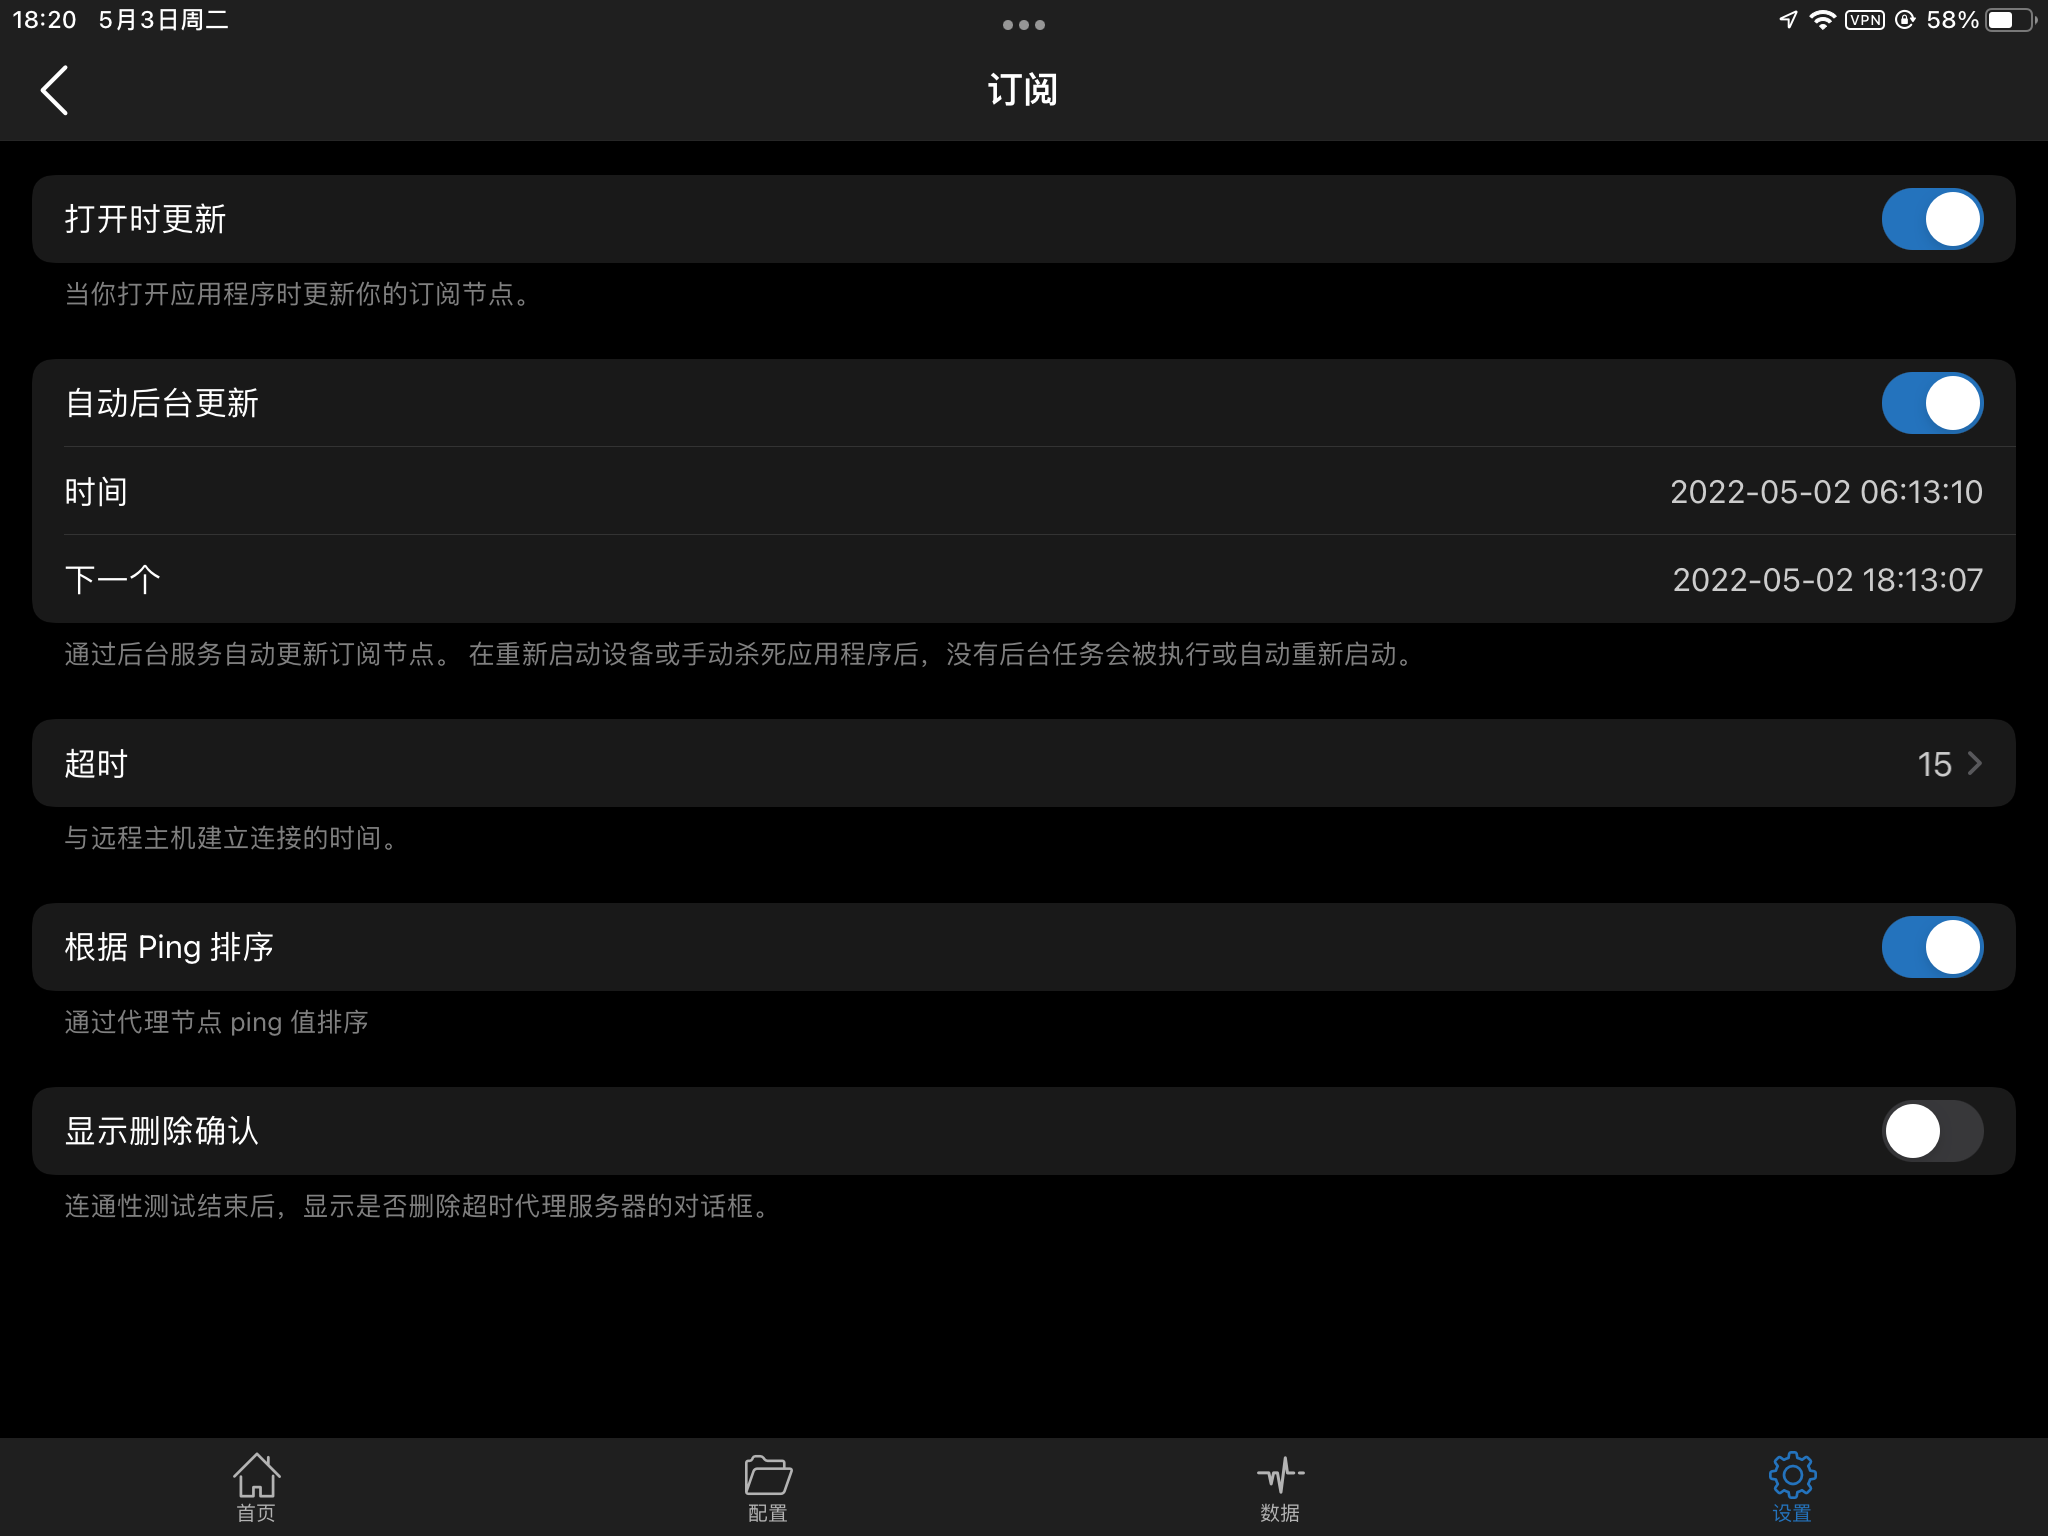 18:20 5月3日周二
VPN 58%
订阅
打开时更新
当你打开应用程序时更新你的订阅节点。
自动后台更新
时间 2022-05-02 06:13:10
下一个 2022-05-02 18:13:07
通过后台服务自动更新订阅节点。 在重新启动设备或手动杀死应用程序后，没有后台任务会被执行或自动重新启动。
超时 15
与远程主机建立连接的时间。
根据 Ping 排序
通过代理节点 ping 值排序
显示删除确认
连通性测试结束后，显示是否删除超时代理服务器的对话框。
首页 配置 数据 设置